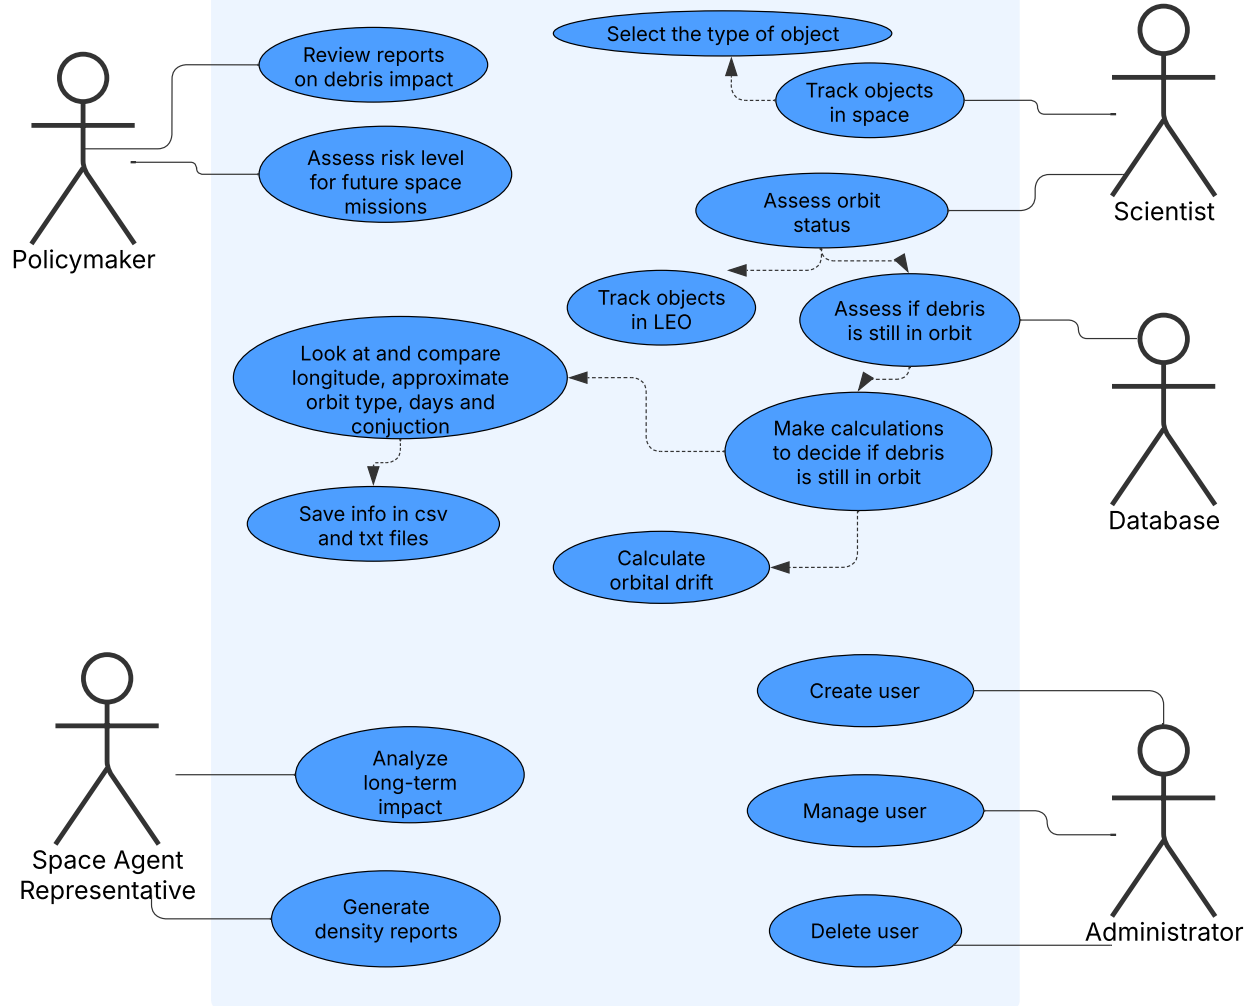 Review reports
on debris impact
Assess risk level
for future space
missions
Policymaker
Select the type of object
Track objects
in space
Assess orbit
status
Scientist
Track objects
in LEO
Assess if debris
is still in orbit
Look at and compare
longitude, approximate
orbit type, days and
conjuction
Make calculations
to decide if debris
is still in orbit
Database
Save info in csv
and txt files
Calculate
orbital drift
Create user
Analyze
long-term
impact
Manage user
Space Agent
Representative
Generate
density reports
Delete user
Administrator